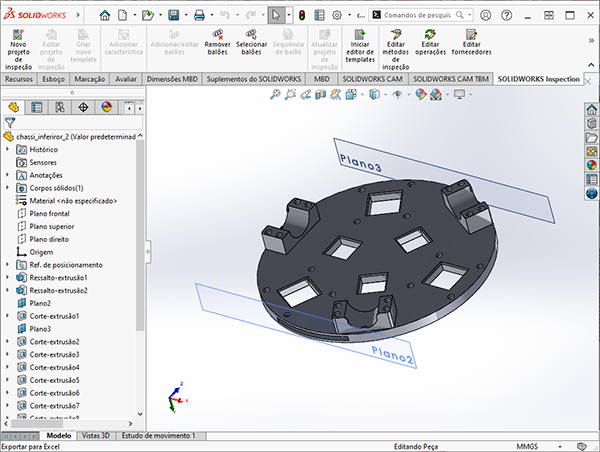 SOLIDWORKS
c...
Comandos de pesquis
Novo projeto de inspeção
Editar projeto de inspeção
Criar novo template
Adicionar característica
Adicionar/editar balões
Remover balões
Selecionar balões
Sequência de balão
Atualizar projeto de inspeção
Iniciar editor de templates
Editar métodos de inspeção
Editar operações
Editar fornecedores
Recursos
Esboço
Marcação
Avaliar
Dimensões MBD
Suplementos do SOLIDWORKS
MBD
SOLIDWORKS CAM
SOLIDWORKS CAM TBM
SOLIDWORKS Inspection
chassi_inferiror_2 (Valor predeterminad
Histórico
Sensores
Anotações
Corpos sólidos(1)
Material <não especificado>
Plano frontal
Plano superior
Plano direito
Origem
Ref. de posicionamento
Ressalto-extrusão1
Ressalto-extrusão2
Plano2
Corte-extrusão1
Plano3
Corte-extrusão2
Corte-extrusão3
Corte-extrusão4
Corte-extrusão5
Corte-extrusão6
Corte-extrusão7
Corte-extrusão8
Plano3
Plano2
Z
X
Modelo
Vistas 3D
Estudo de movimento 1
Exportar para Excel
Editando Peça
MMGS